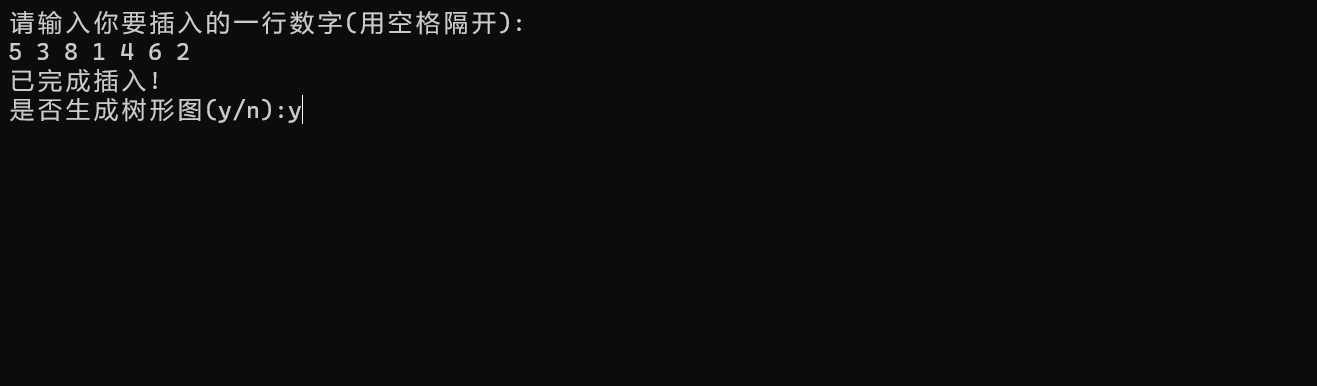 请输入你要插入的一行数字(用空格隔开):
5 3 8 1 4 6 2
已完成插入!
是否生成树形图(y/n):y